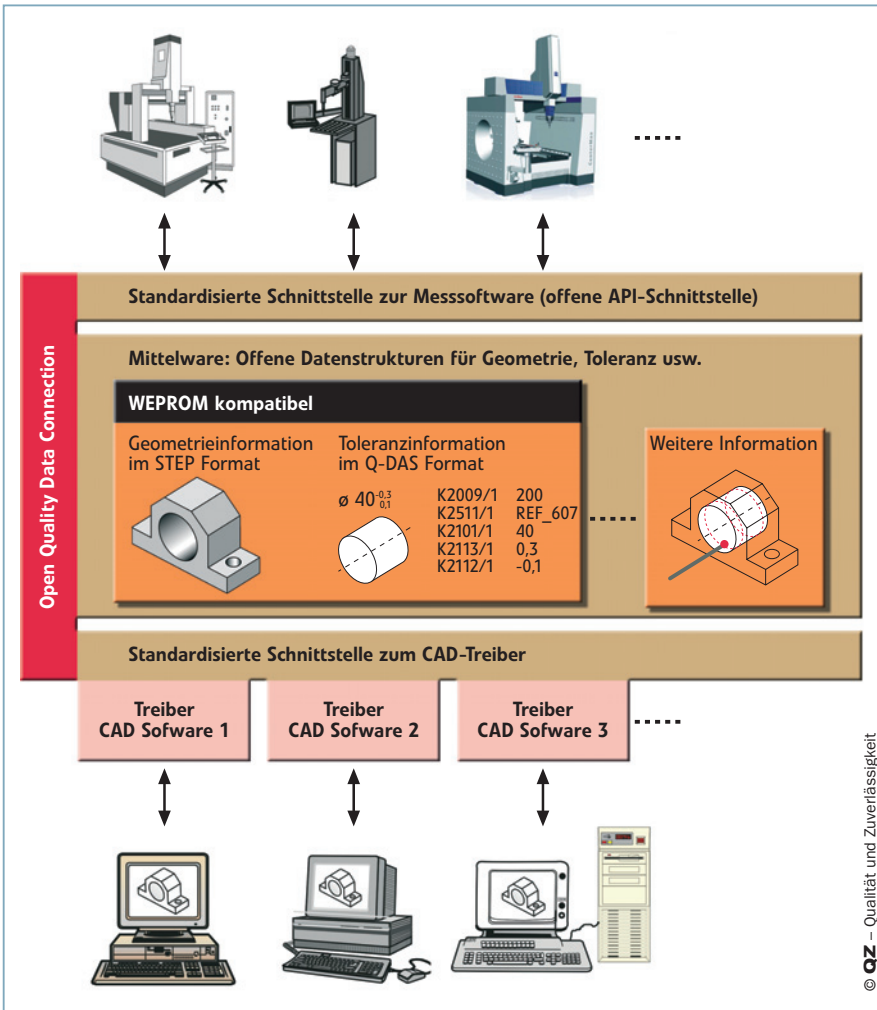 Standardisierte Schnittstelle zur Messsoftware (offene API-Schnittstelle)
Open Quality Data Connection
Mittelware: Offene Datenstrukturen für Geometrie, Toleranz usw.
WEPROM kompatibel
Geometrieinformation
im STEP Format
Toleranzinformation
im Q-DAS Format
ø 40-0,3
0,1
K2009/1 200
K2511/1 REF_607
K2101/1 40
K2113/1 0,3
K2112/1 -0,1
Weitere Information
Standardisierte Schnittstelle zum CAD-Treiber
Treiber
CAD Sofware 1
Treiber
CAD Sofware 2
Treiber
CAD Sofware 3
© QZ – Qualität und Zuverlässigkeit